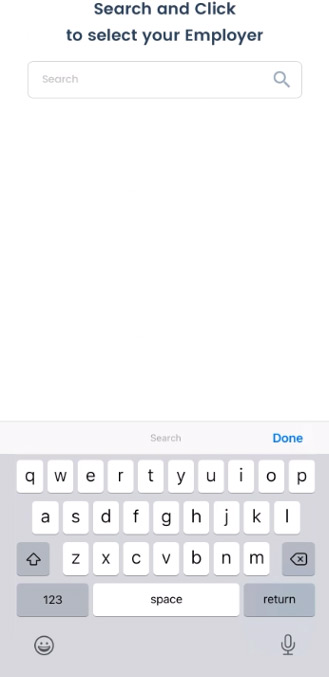 Search and Click
to select your Employer
Search
Search
Done
q w e r t y u i o p
a s d f g h j k l
z x c v b n m
123 space return